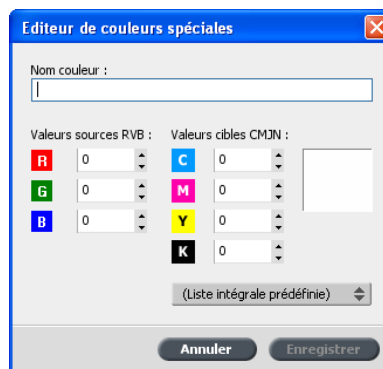 Editeur de couleurs spéciales
Nom couleur :
Valeurs sources RVB : Valeurs cibles CMJN :
R 0 C 0
G 0 M 0
B 0 Y 0
K 0
(Liste intégrale prédéfinie)
Annuler Enregistrer